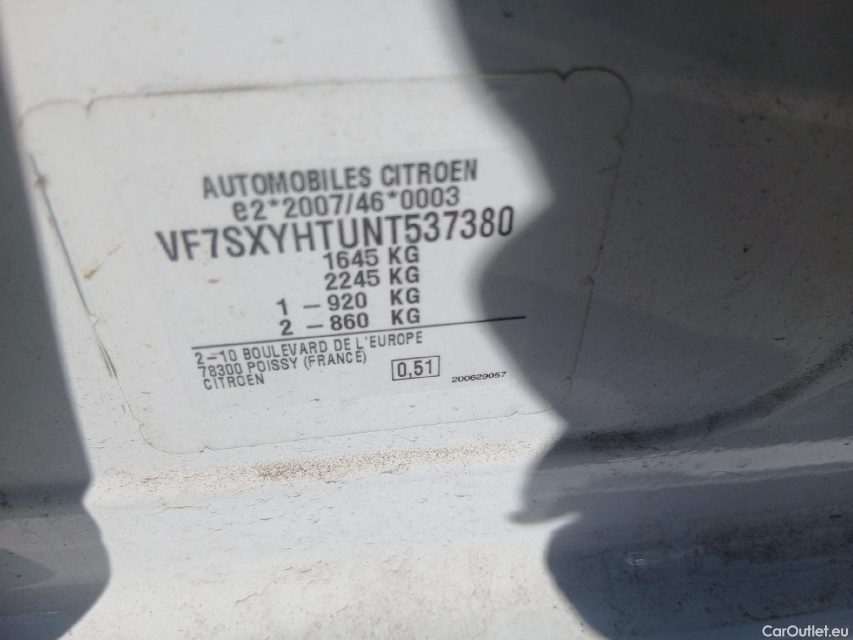 AUTOMOBILES CITROEN
e2*2007/46*0003
VF7SXYHTUNT537380
1645 KG
2245 KG
1 – 920 KG
2 – 860 KG
2–10 BOULEVARD DE L'EUROPE
78300 POISSY (FRANCE)
CITROEN
0,51
200629057
CarOutlet.eu